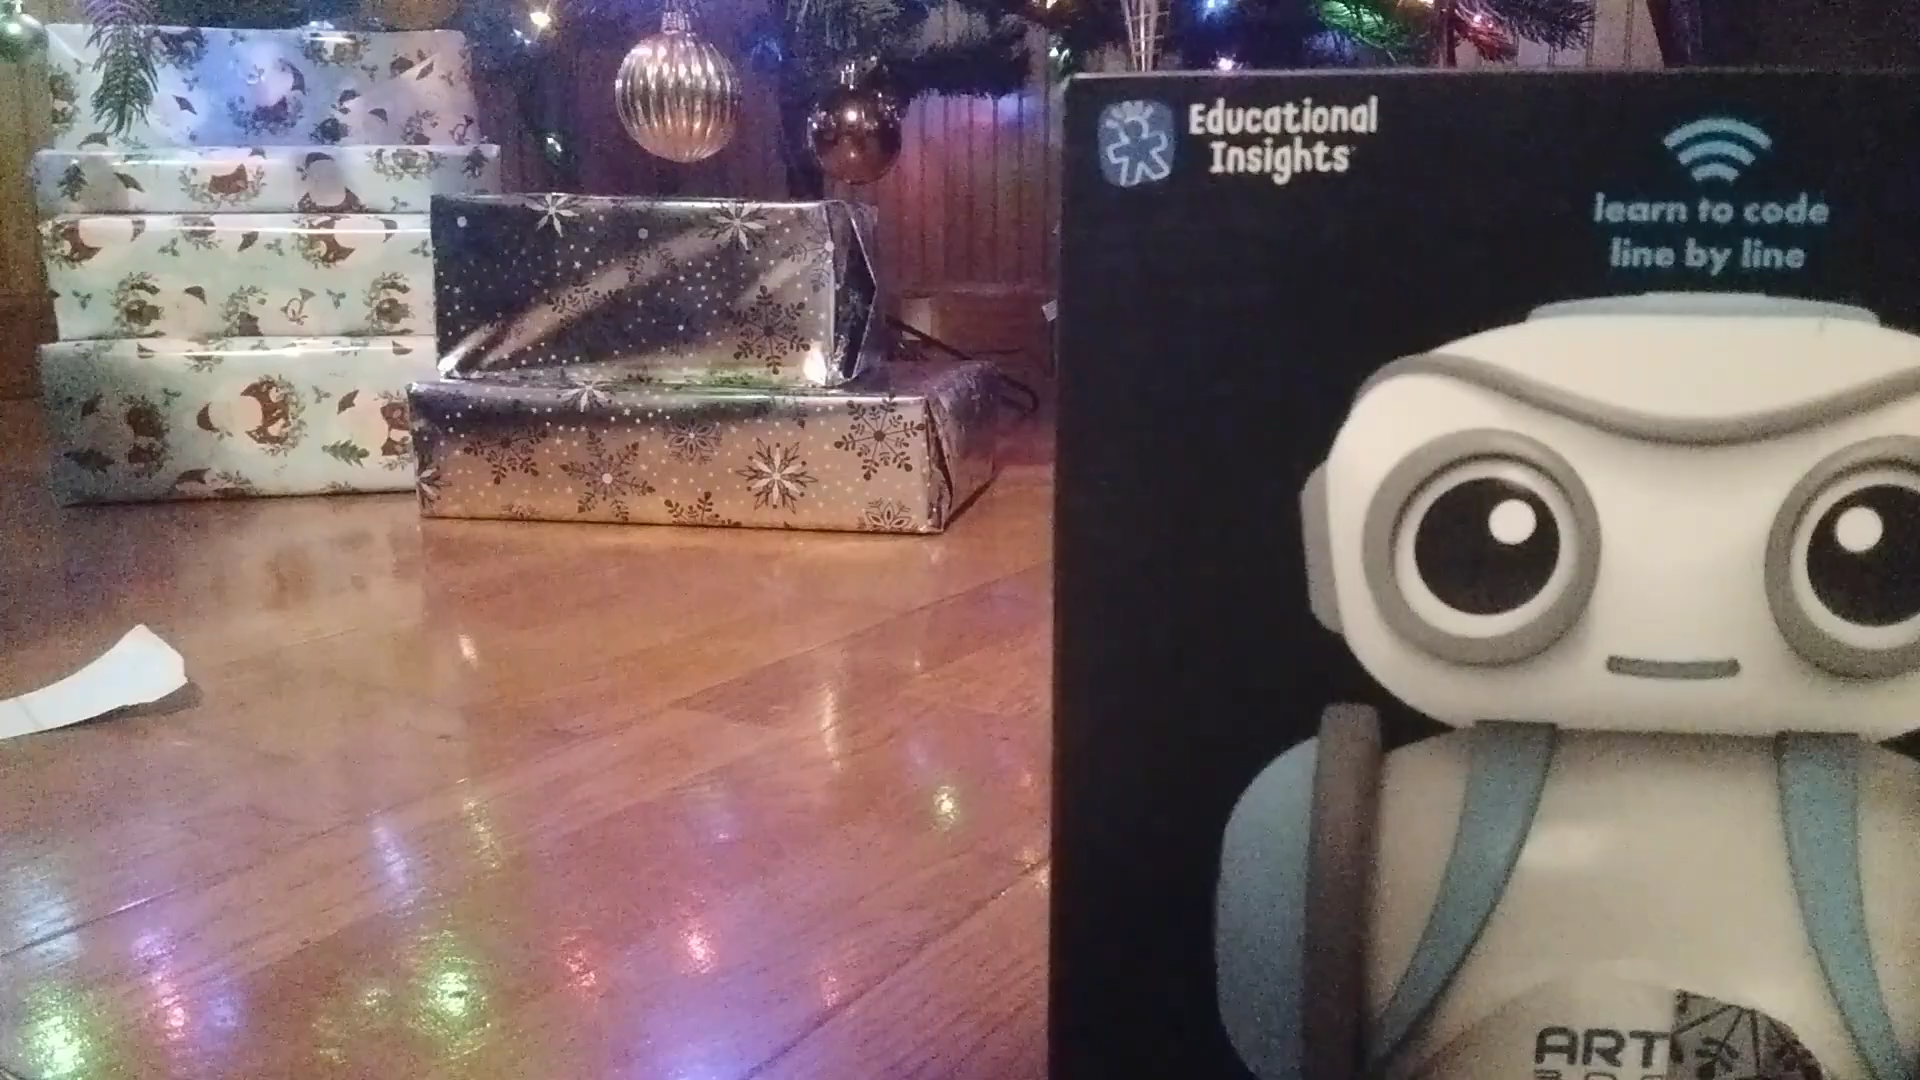 Educational
Insights
learn to code
line by line
ART